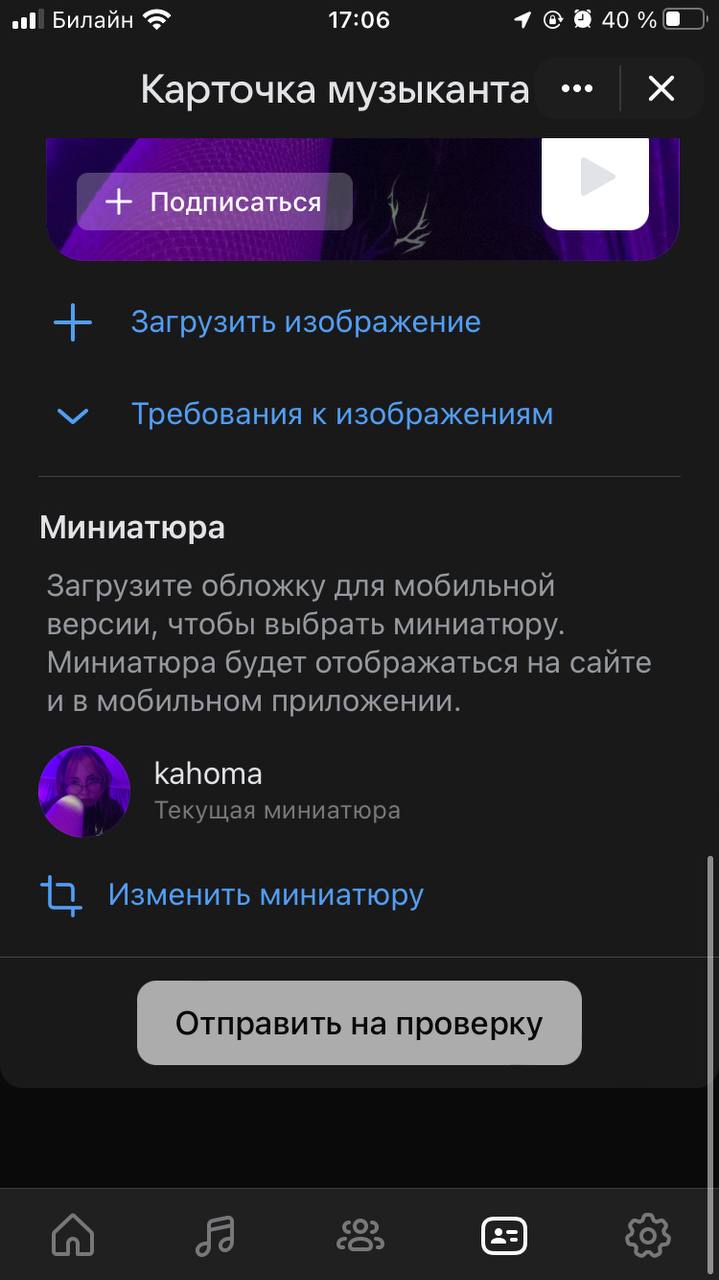 Билайн 17:06 40 %
Карточка музыканта
Подписаться
Загрузить изображение
Требования к изображениям
Миниатюра
Загрузите обложку для мобильной
версии, чтобы выбрать миниатюру.
Миниатюра будет отображаться на сайте
и в мобильном приложении.
kahoma
Текущая миниатюра
Изменить миниатюру
Отправить на проверку